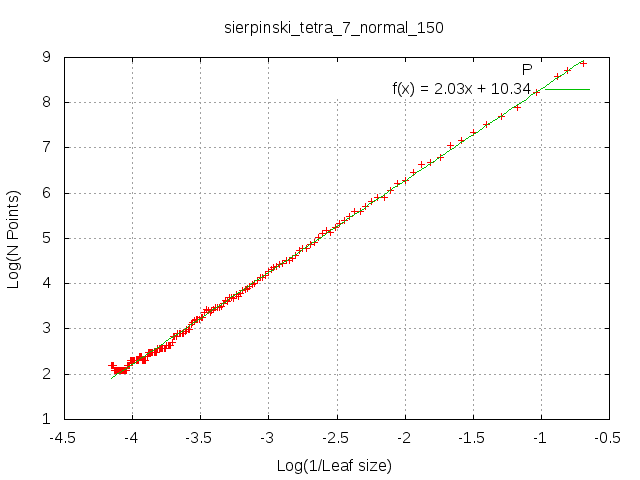 sierpinski_tetra_7_normal_150
9
8
7
6
5
4
3
2
1
Log(N Points)
P
f(x) = 2.03x + 10.34
-4.5 -4 -3.5 -3 -2.5 -2 -1.5 -1 -0.5
Log(1/Leaf size)